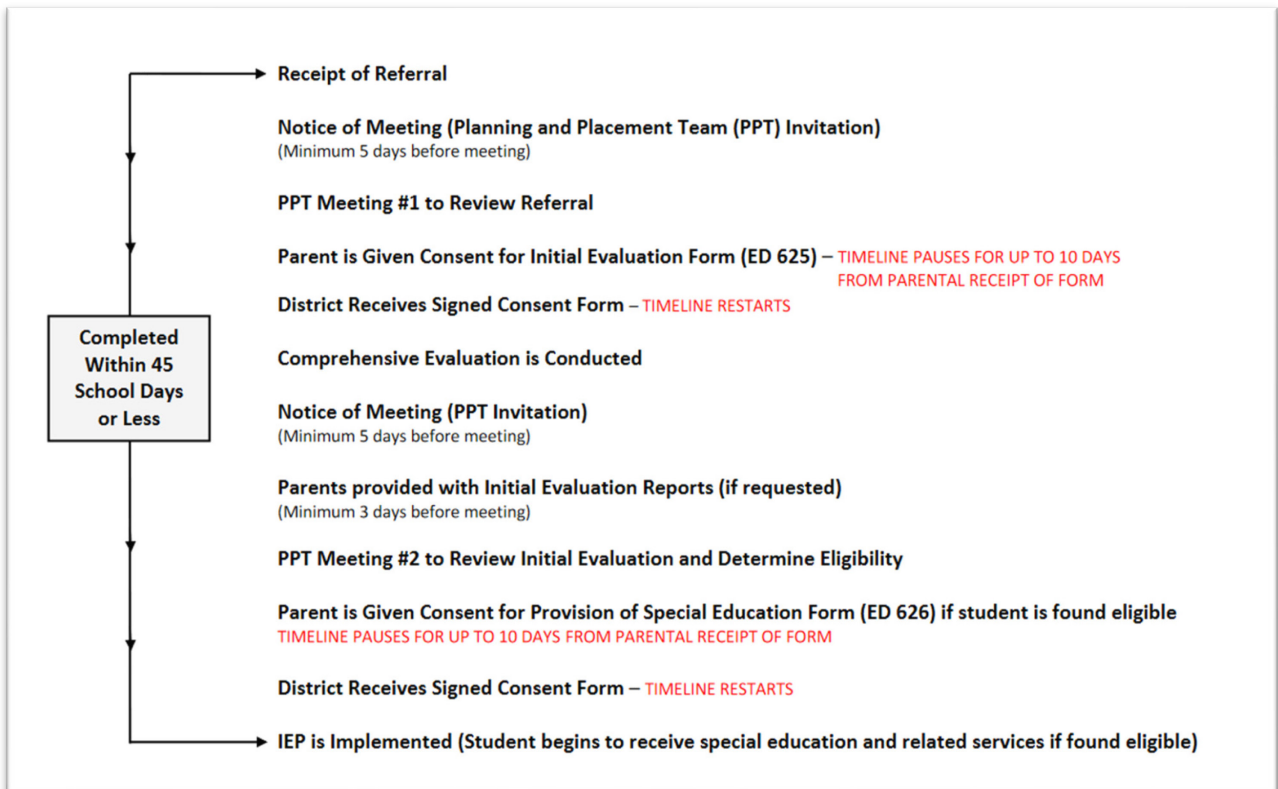 Receipt of Referral
Notice of Meeting (Planning and Placement Team (PPT) Invitation)
(Minimum 5 days before meeting)
PPT Meeting #1 to Review Referral
Parent is Given Consent for Initial Evaluation Form (ED 625) – TIMELINE PAUSES FOR UP TO 10 DAYS
FROM PARENTAL RECEIPT OF FORM
District Receives Signed Consent Form – TIMELINE RESTARTS
Completed
Within 45
School Days
or Less
Comprehensive Evaluation is Conducted
Notice of Meeting (PPT Invitation)
(Minimum 5 days before meeting)
Parents provided with Initial Evaluation Reports (if requested)
(Minimum 3 days before meeting)
PPT Meeting #2 to Review Initial Evaluation and Determine Eligibility
Parent is Given Consent for Provision of Special Education Form (ED 626) if student is found eligible
TIMELINE PAUSES FOR UP TO 10 DAYS FROM PARENTAL RECEIPT OF FORM
District Receives Signed Consent Form – TIMELINE RESTARTS
IEP is Implemented (Student begins to receive special education and related services if found eligible)